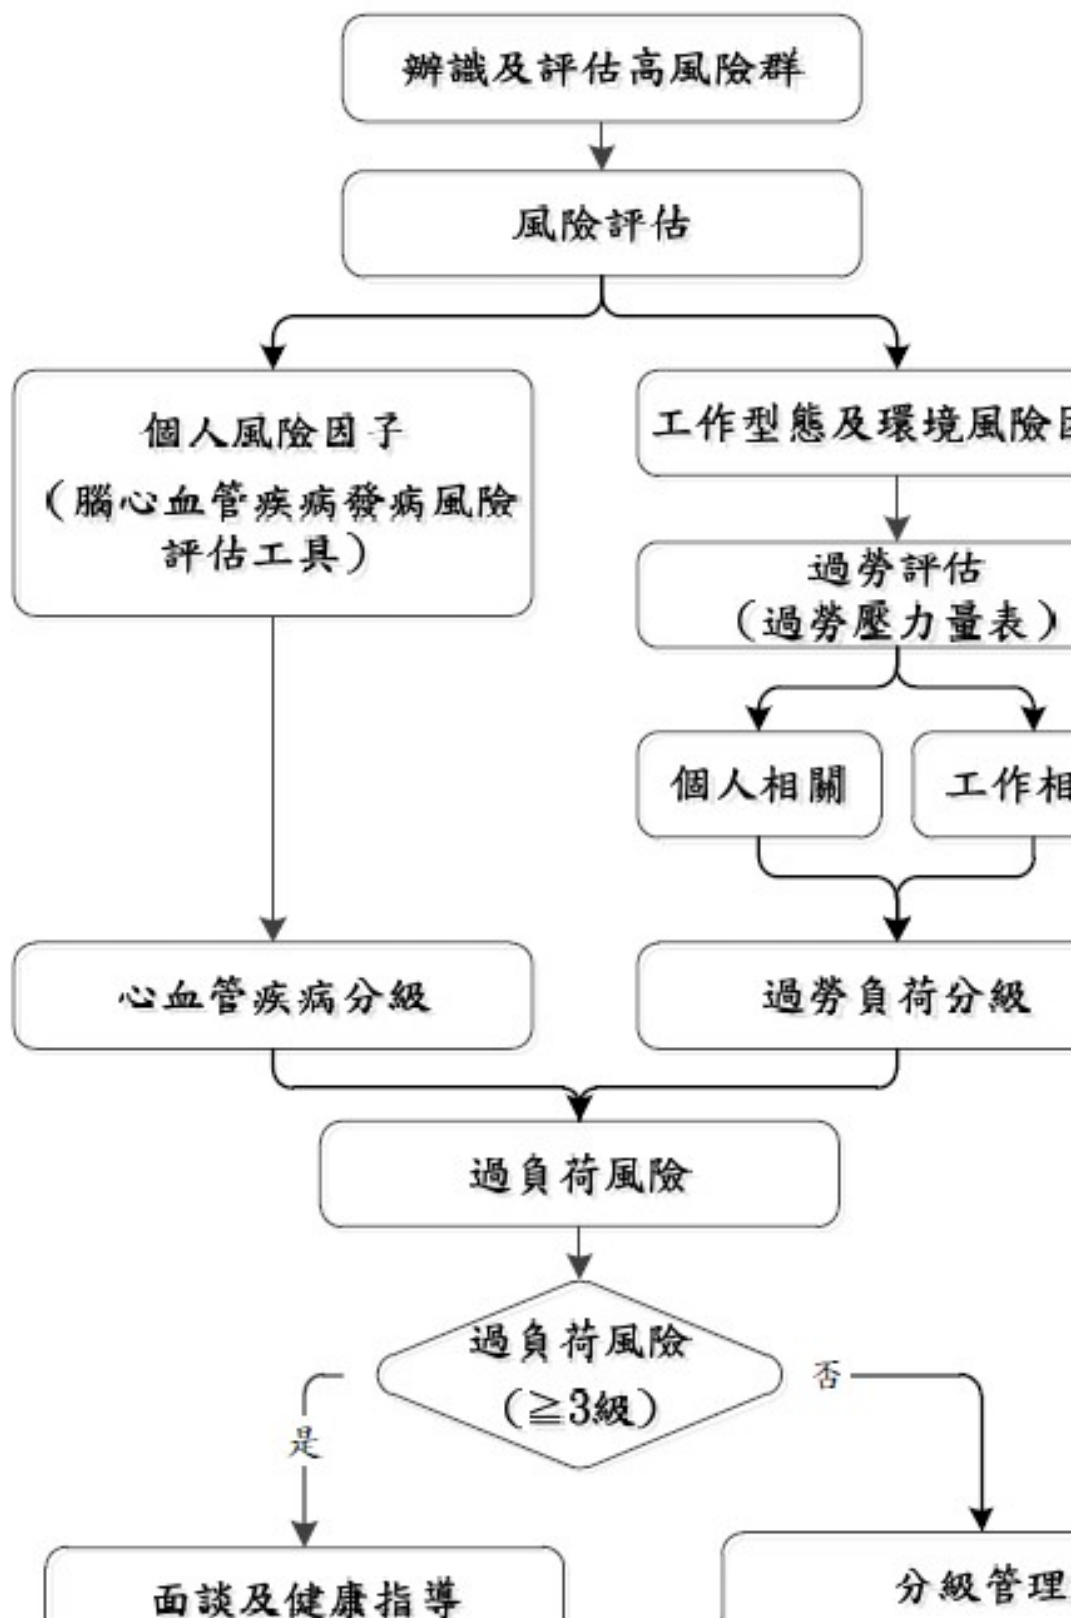 辦識及評估高風險群
風險評估
個人風險因子
（腦心血管疾病發病風險
評估工具）
工作型態及環境風險因
過勞評估
（過勞壓力量表）
個人相關
工作相
心血管疾病分級
過勞負荷分級
過負荷風險
過負荷風險
（≧3級）
是
否
面談及健康指導
分級管理